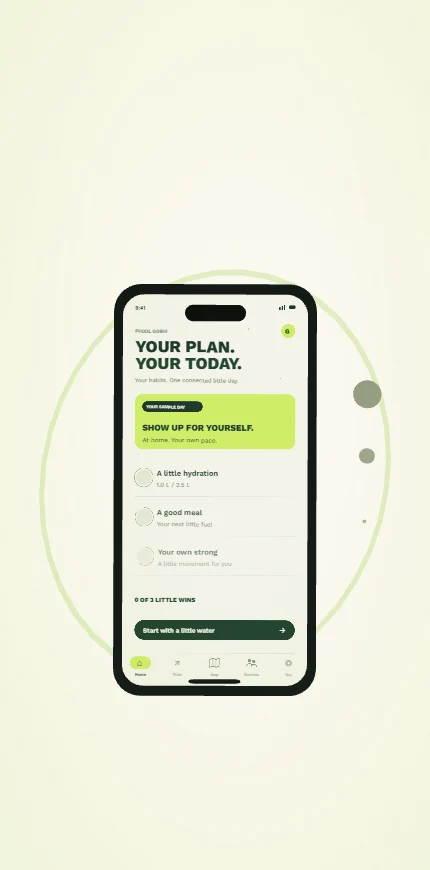 9:41
G
YOUR PLAN.
YOUR TODAY.
Your habits. One connected little day.
YOUR SAMPLE DAY
SHOW UP FOR YOURSELF.
At home. Your own pace.
A little hydration
1.0 L / 2.5 L
A good meal
Your next little fuel
Your own strong
A little movement for you
0 OF 3 LITTLE WINS
Start with a little water →
Home
Map
You